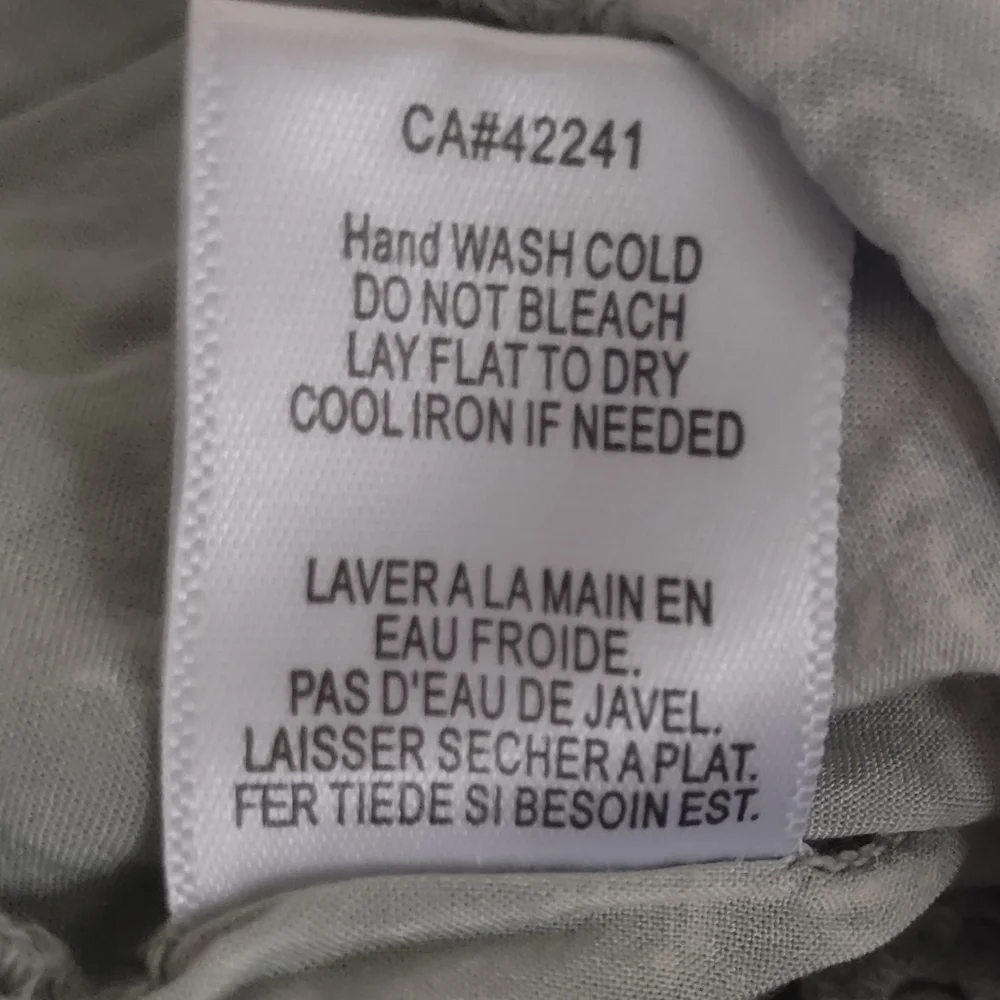 CA#42241
Hand WASH COLD
DO NOT BLEACH
LAY FLAT TO DRY
COOL IRON IF NEEDED
LAVER A LA MAIN EN
EAU FROIDE.
PAS D'EAU DE JAVEL.
LAISSER SECHER A PLAT.
FER TIEDE SI BESOIN EST.